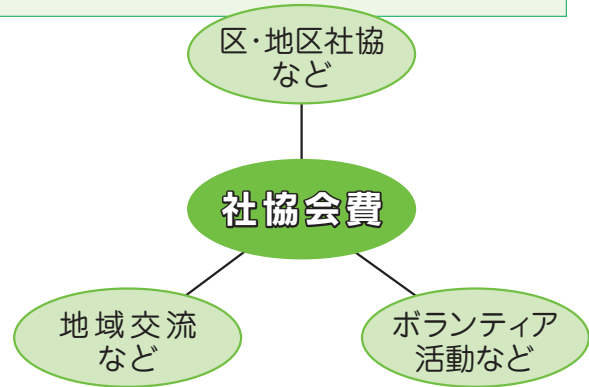 区・地区社協
など
社協会費
地域交流
など
ボランティア
活動など